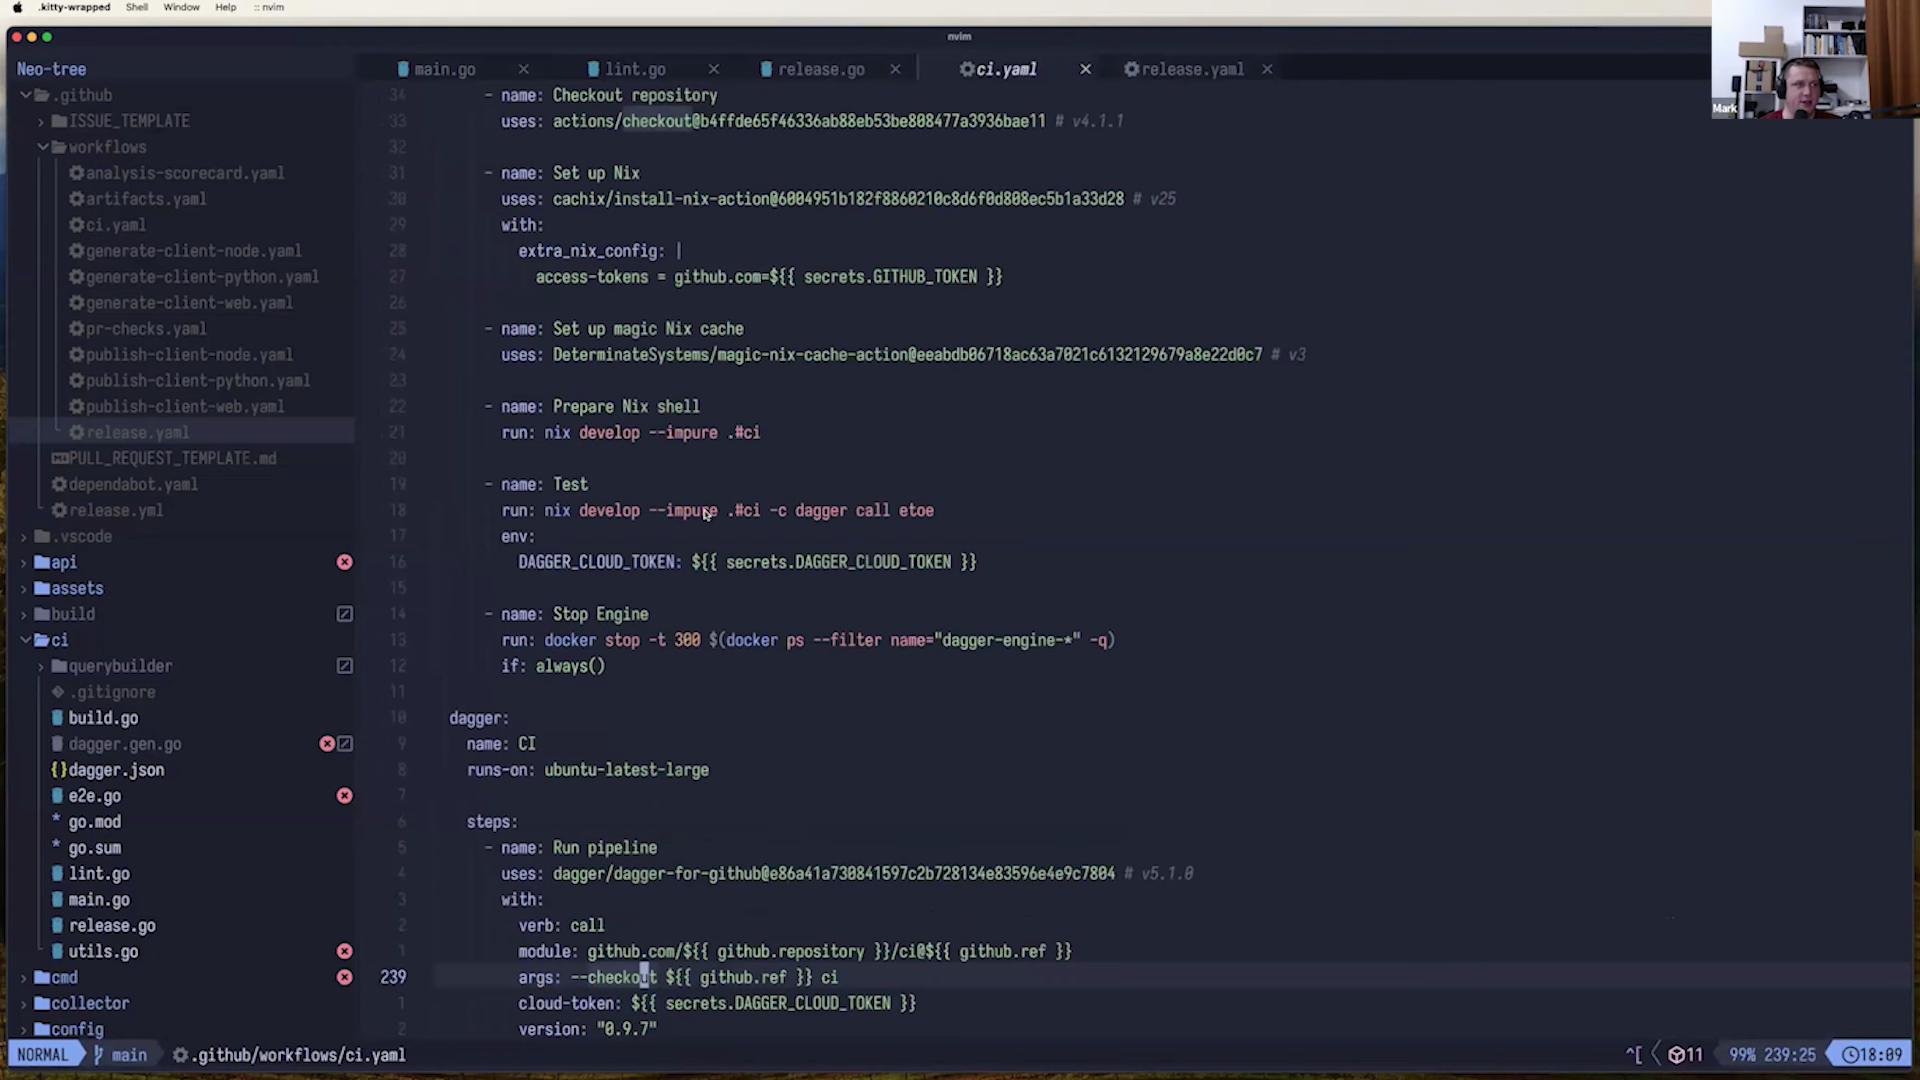 .kitty-wrapped Shell Window Help :: nvim
nvim
Mark
Neo-tree
main.go × lint.go × release.go × ci.yaml × release.yaml ×
.github
ISSUE_TEMPLATE
workflows
analysis-scorecard.yaml
artifacts.yaml
ci.yaml
generate-client-node.yaml
generate-client-python.yaml
generate-client-web.yaml
pr-checks.yaml
publish-client-node.yaml
publish-client-python.yaml
publish-client-web.yaml
release.yaml
PULL_REQUEST_TEMPLATE.md
dependabot.yaml
release.yml
.vscode
api
assets
build
ci
querybuilder
.gitignore
build.go
dagger.gen.go
{}dagger.json
e2e.go
* go.mod
* go.sum
lint.go
main.go
release.go
utils.go
cmd
collector
config
34 - name: Checkout repository
33 uses: actions/checkout@b4ffde65f46336ab88eb53be808477a3936bae11 # v4.1.1
32
31 - name: Set up Nix
30 uses: cachix/install-nix-action@6004951b182f8860210c8d6f0d808ec5b1a33d28 # v25
29 with:
28 extra_nix_config: |
27 access-tokens = github.com=${{ secrets.GITHUB_TOKEN }}
26
25 - name: Set up magic Nix cache
24 uses: DeterminateSystems/magic-nix-cache-action@eeabdb06718ac63a7021c6132129679a8e22d0c7 # v3
23
22 - name: Prepare Nix shell
21 run: nix develop --impure .#ci
20
19 - name: Test
18 run: nix develop --impure .#ci -c dagger call etoe
17 env:
16 DAGGER_CLOUD_TOKEN: ${{ secrets.DAGGER_CLOUD_TOKEN }}
15
14 - name: Stop Engine
13 run: docker stop -t 300 $(docker ps --filter name="dagger-engine-*" -q)
12 if: always()
11
10 dagger:
9 name: CI
8 runs-on: ubuntu-latest-large
7
6 steps:
5 - name: Run pipeline
4 uses: dagger/dagger-for-github@e86a41a730841597c2b728134e83596e4e9c7804 # v5.1.0
3 with:
2 verb: call
1 module: github.com/${{ github.repository }}/ci@${{ github.ref }}
239 args: --checkout ${{ github.ref }} ci
1 cloud-token: ${{ secrets.DAGGER_CLOUD_TOKEN }}
2 version: "0.9.7"
NORMAL main .github/workflows/ci.yaml ^[ 11 99% 239:25 18:09